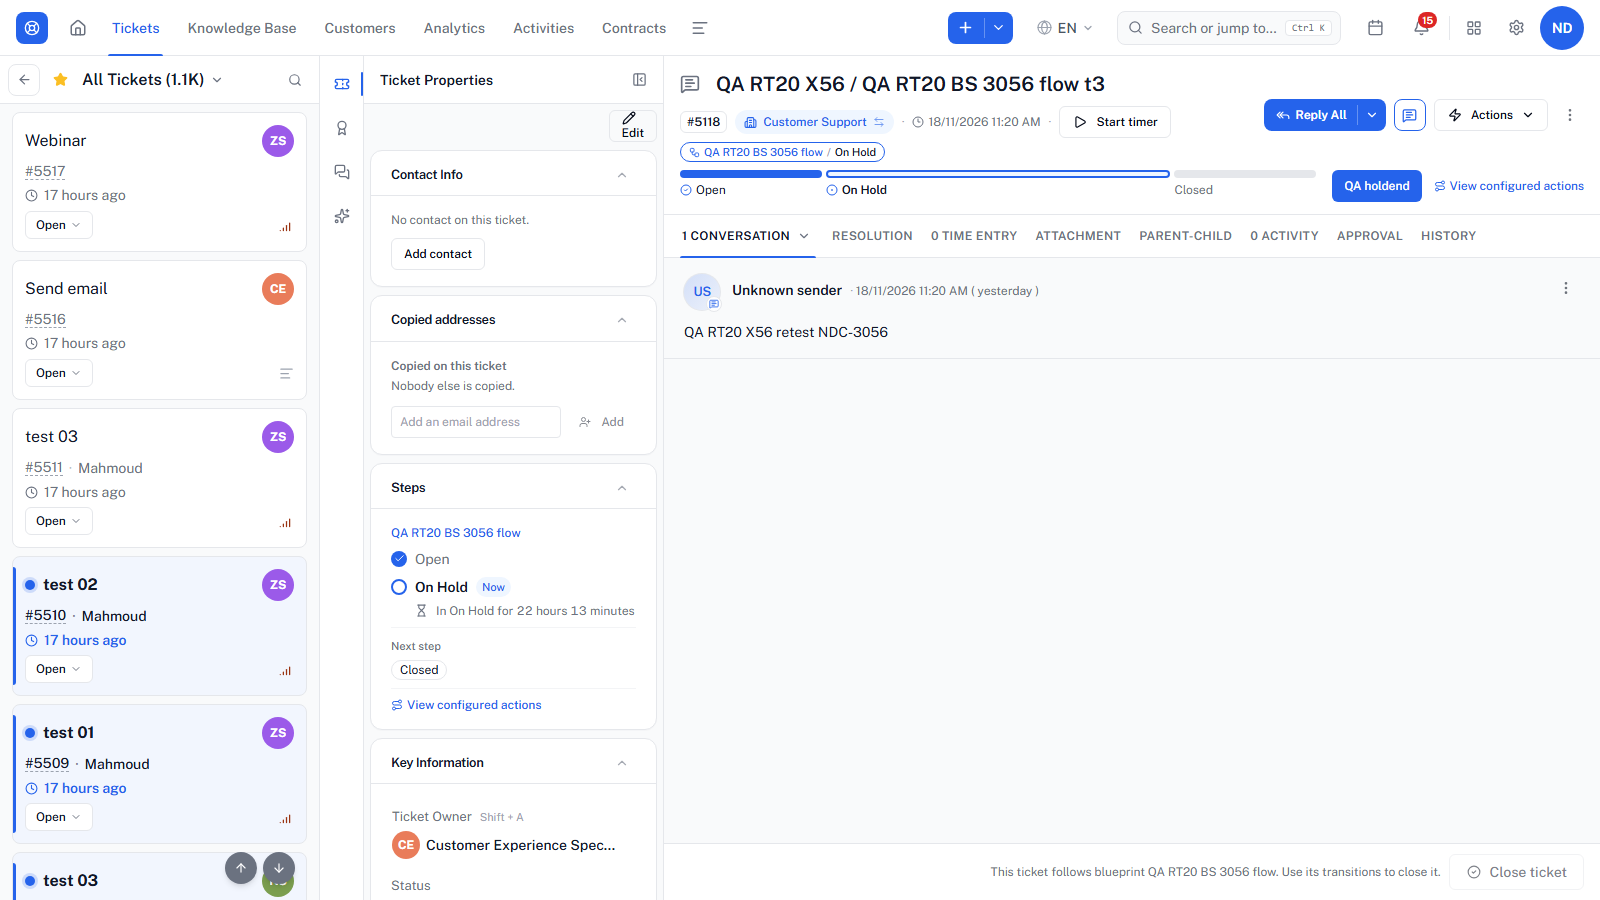 Tickets
Knowledge Base
Customers
Analytics
Activities
Contracts
EN
Search or jump to...
Ctrl K
15
ND
All Tickets (1.1K)
Webinar
ZS
#5517
17 hours ago
Open
Send email
CE
#5516
17 hours ago
Open
test 03
ZS
#5511 · Mahmoud
17 hours ago
Open
test 02
ZS
#5510 · Mahmoud
17 hours ago
Open
test 01
ZS
#5509 · Mahmoud
17 hours ago
Open
test 03
Ticket Properties
Edit
Contact Info
No contact on this ticket.
Add contact
Copied addresses
Copied on this ticket
Nobody else is copied.
Add an email address
Add
Steps
QA RT20 BS 3056 flow
Open
On Hold Now
In On Hold for 22 hours 13 minutes
Next step
Closed
View configured actions
Key Information
Ticket Owner Shift + A
CE Customer Experience Spec...
Status
QA RT20 X56 / QA RT20 BS 3056 flow t3
#5118 Customer Support · 18/11/2026 11:20 AM · Start timer
Reply All
Actions
QA RT20 BS 3056 flow / On Hold
Open
On Hold
Closed
QA holdend
View configured actions
1 CONVERSATION
RESOLUTION
0 TIME ENTRY
ATTACHMENT
PARENT-CHILD
0 ACTIVITY
APPROVAL
HISTORY
US
Unknown sender · 18/11/2026 11:20 AM ( yesterday )
QA RT20 X56 retest NDC-3056
This ticket follows blueprint QA RT20 BS 3056 flow. Use its transitions to close it.
Close ticket